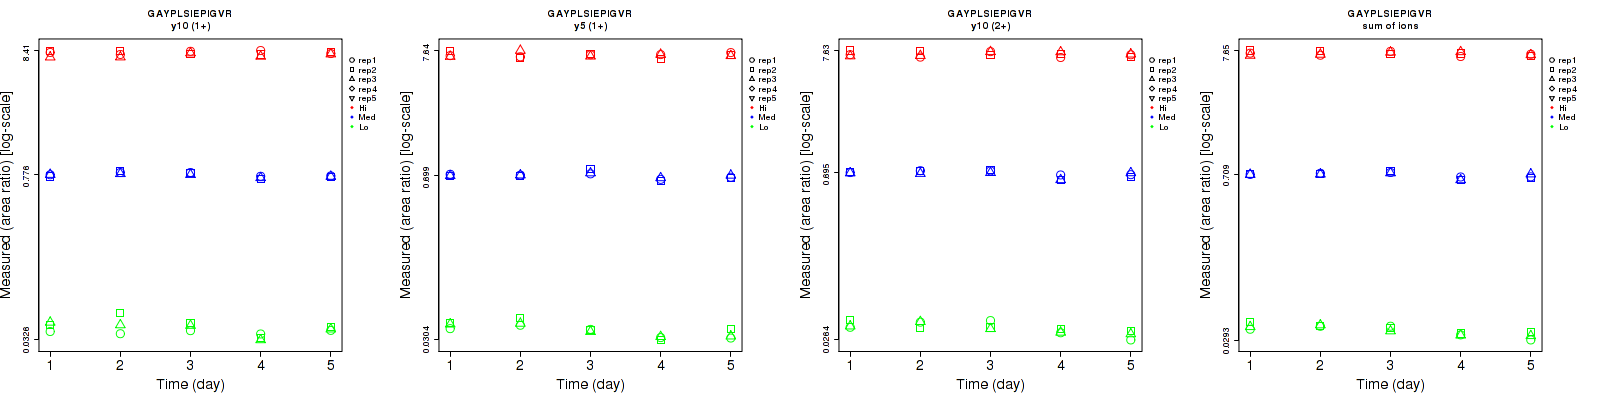 GAYPLSIEPIGVR
y10 (1+)
Measured (area ratio) [log-scale]
8.41
0.776
0.0326
1 2 3 4 5
Time (day)
rep1
rep2
rep3
rep4
rep5
Hi
Med
Lo
GAYPLSIEPIGVR
y5 (1+)
Measured (area ratio) [log-scale]
7.64
0.699
0.0304
1 2 3 4 5
Time (day)
rep1
rep2
rep3
rep4
rep5
Hi
Med
Lo
GAYPLSIEPIGVR
y10 (2+)
Measured (area ratio) [log-scale]
7.63
0.695
0.0264
1 2 3 4 5
Time (day)
rep1
rep2
rep3
rep4
rep5
Hi
Med
Lo
GAYPLSIEPIGVR
sum of ions
Measured (area ratio) [log-scale]
7.65
0.709
0.0293
1 2 3 4 5
Time (day)
rep1
rep2
rep3
rep4
rep5
Hi
Med
Lo